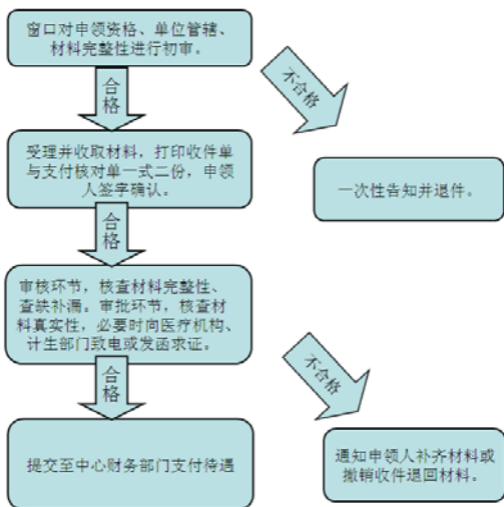 窗口对申领资格、单位管辖、
材料完整性进行初审。
合格
不合格
受理并收取材料，打印收件单
与支付核对单一式二份，申领
人签字确认。
一次性告知并退件。
合格
审核环节，核查材料完整性、
查缺补漏。审批环节，核查材
料真实性，必要时向医疗机构、
计生部门致电或发函求证。
合格
不合格
提交至中心财务部门支付待遇
通知申领人补齐材料或
撤销收件退回材料。